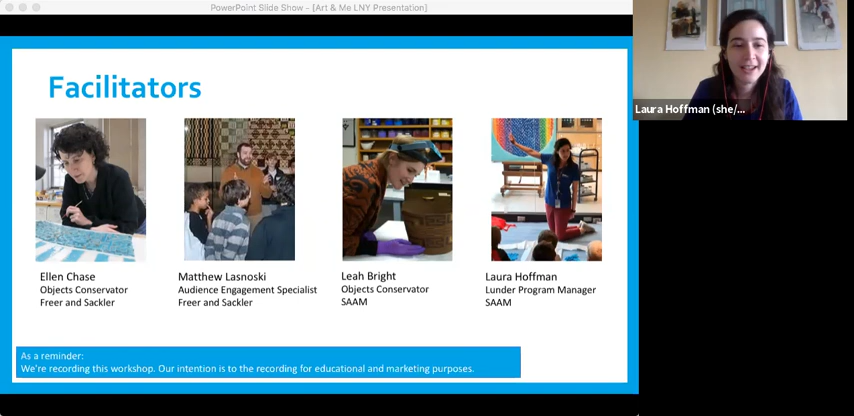 PowerPoint Slide Show - [Art & Me LNY Presentation]
Laura Hoffman (she/...
Facilitators
Ellen Chase
Objects Conservator
Freer and Sackler
Matthew Lasnoski
Audience Engagement Specialist
Freer and Sackler
Leah Bright
Objects Conservator
SAAM
Laura Hoffman
Lunder Program Manager
SAAM
As a reminder:
We're recording this workshop. Our intention is to the recording for educational and marketing purposes.